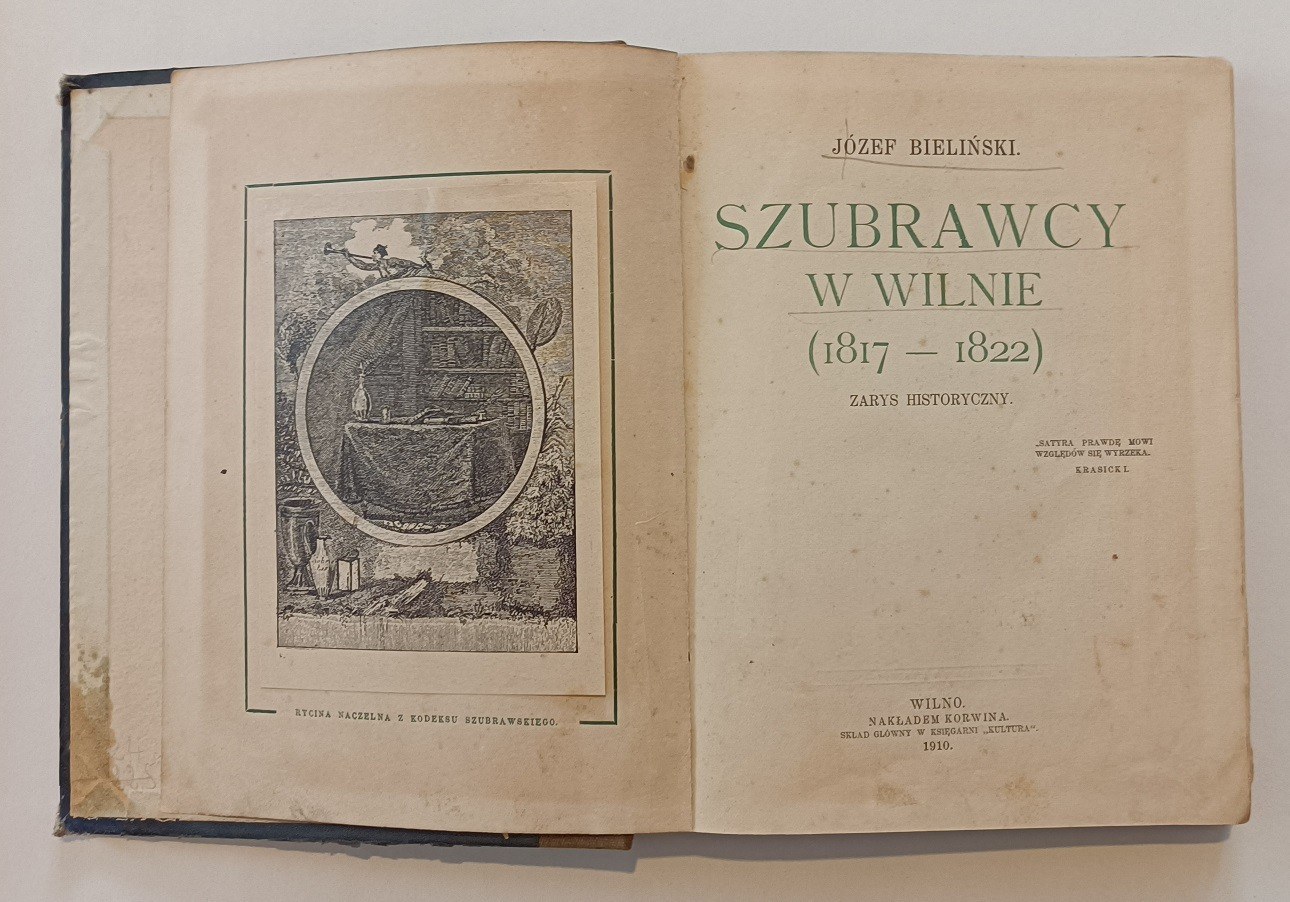 RYCINA NACZELNA Z KODEKSU SZUBRAWSKIEGO.
JÓZEF BIELIŃSKI.
SZUBRAWCY
W WILNIE
(1817 — 1822)
ZARYS HISTORYCZNY.
„SATYRA PRAWDĘ MOWI
WZGLĘDÓW SIĘ WYRZEKA.
KRASICKI.
WILNO.
NAKŁADEM KORWINA.
SKŁAD GŁÓWNY W KSIĘGARNI „KULTURA“.
1910.